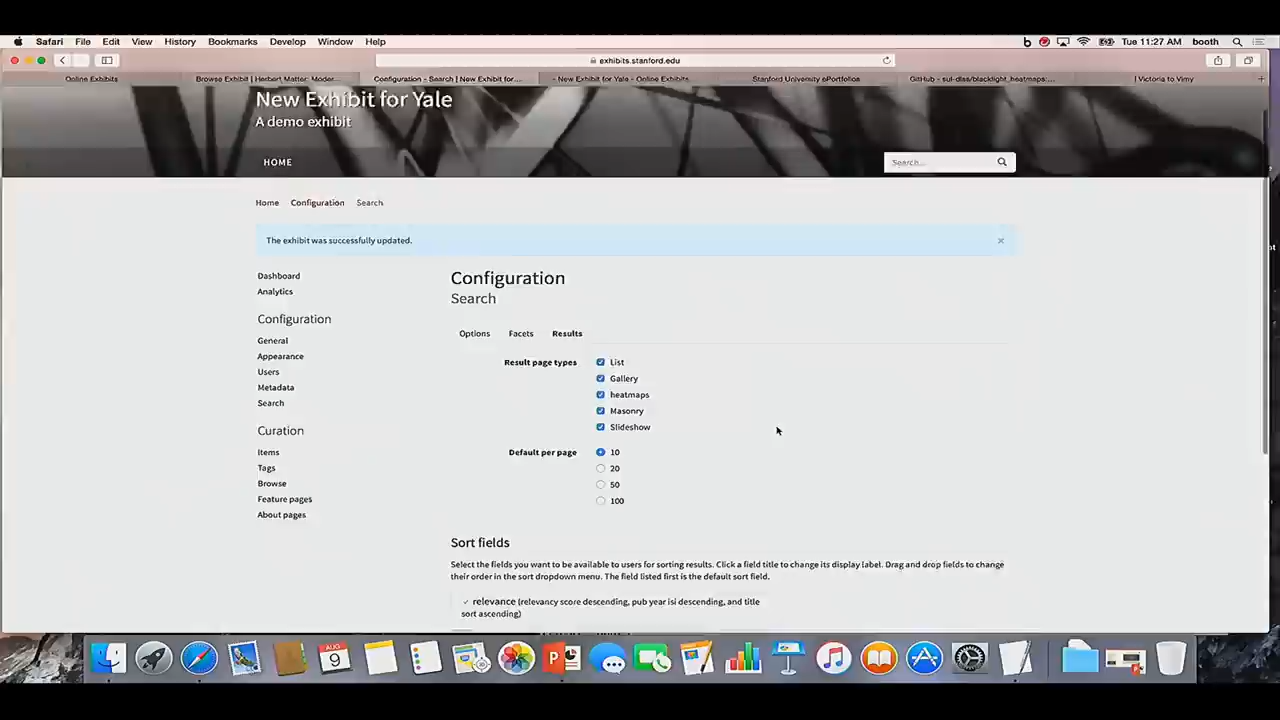 Safari File Edit View History Bookmarks Develop Window Help
Tue 11:27 AM booth
exhibits.stanford.edu
Online Exhibits
Browse Exhibit | Herbert Matter: Moder...
Configuration - Search | New Exhibit for...
- New Exhibit for Yale - Online Exhibits
Stanford University ePortfolios
GitHub - sul-dlss/blacklight_heatmaps:...
| Victoria to Vimy
New Exhibit for Yale
A demo exhibit
HOME
Search...
Home Configuration Search
The exhibit was successfully updated. ×
Dashboard
Analytics
Configuration
General
Appearance
Users
Metadata
Search
Curation
Items
Tags
Browse
Feature pages
About pages
Configuration
Search
Options Facets Results
Result page types
List
Gallery
heatmaps
Masonry
Slideshow
Default per page
10
20
50
100
Sort fields
Select the fields you want to be available to users for sorting results. Click a field title to change its display label. Drag and drop fields to change
their order in the sort dropdown menu. The field listed first is the default sort field.
relevance (relevancy score descending, pub year isi descending, and title
sort ascending)
AUG
9